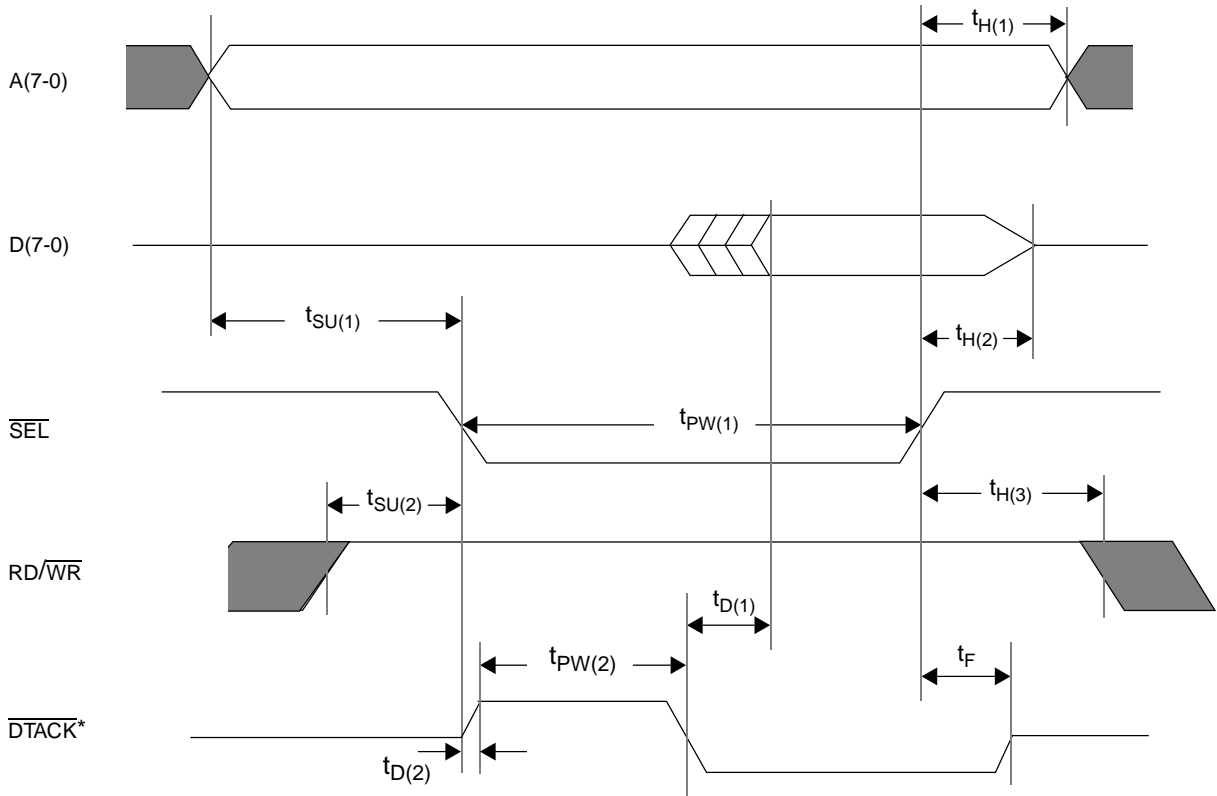 tH(1)
A(7-0)
D(7-0)
tSU(1)
tH(2)
SEL
tPW(1)
tSU(2)
tH(3)
RD/WR
tD(1)
tPW(2)
tF
DTACK*
tD(2)